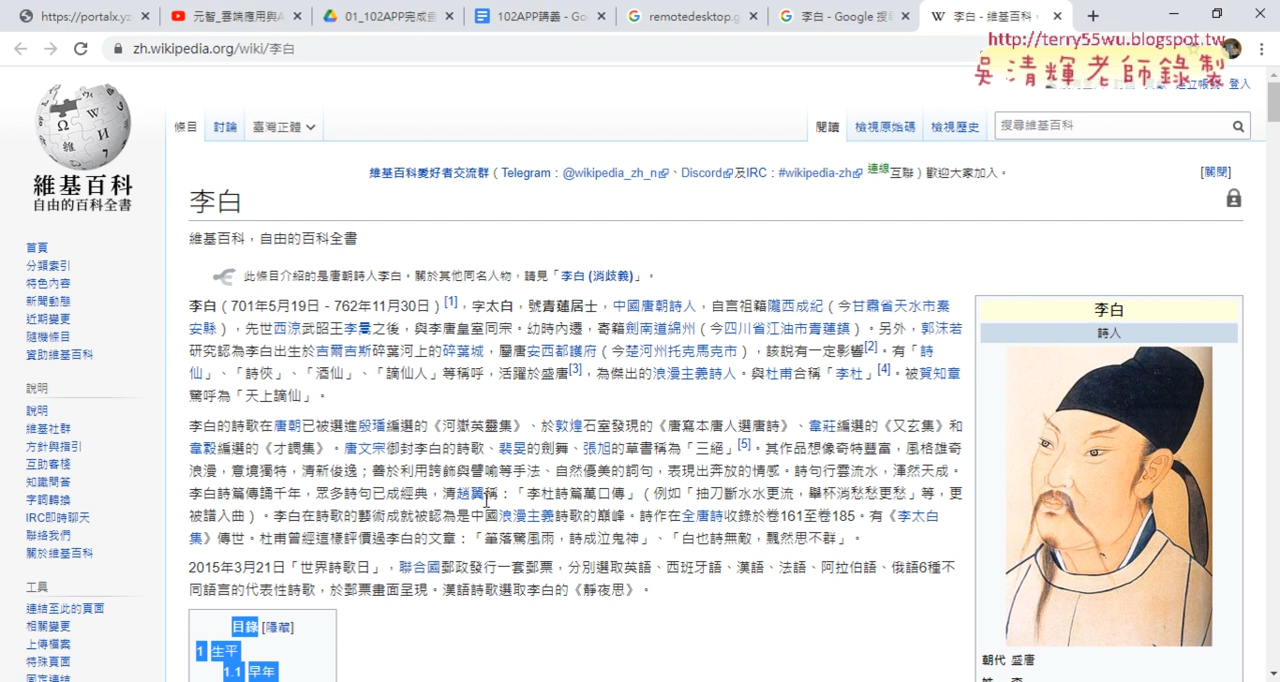 https://portalx.yz
元智_雲端應用與A
01_102APP完成
102APP講義 - Goo
remotedesktop.g
李白 - Google 搜尋
李白 - 維基百科，
zh.wikipedia.org/wiki/李白
http://terry55wu.blogspot.tw
吳清輝老師錄製
登入
維基百科
自由的百科全書
條目 討論 臺灣正體
閱讀 檢視原始碼 檢視歷史 搜尋維基百科
維基百科愛好者交流群（Telegram：@wikipedia_zh_n、Discord及IRC：#wikipedia-zh 連線互聯）歡迎大家加入。 [關閉]
李白
維基百科，自由的百科全書
此條目介紹的是唐朝詩人李白。關於其他同名人物，請見「李白 (消歧義)」。
李白（701年5月19日－762年11月30日）[1]，字太白，號青蓮居士，中國唐朝詩人，自言祖籍隴西成紀（今甘肅省天水市秦
安縣），先世西涼武昭王李暠之後，與李唐皇室同宗。幼時內遷，寄籍劍南道綿州（今四川省江油市青蓮鎮）。另外，郭沫若
研究認為李白出生於吉爾吉斯碎葉河上的碎葉城，屬唐安西都護府（今楚河州托克馬克市），該說有一定影響[2]。有「詩
仙」、「詩俠」、「酒仙」、「謫仙人」等稱呼，活躍於盛唐[3]，為傑出的浪漫主義詩人。與杜甫合稱「李杜」[4]。被賀知章
驚呼為「天上謫仙」。
李白的詩歌在唐朝已被選進殷璠編選的《河嶽英靈集》、於敦煌石室發現的《唐寫本唐人選唐詩》、韋莊編選的《又玄集》和
韋縠編選的《才調集》。唐文宗御封李白的詩歌、裴旻的劍舞、張旭的草書稱為「三絕」[5]。其作品想像奇特豐富，風格雄奇
浪漫，意境獨特，清新俊逸；善於利用誇飾與譬喻等手法、自然優美的詞句，表現出奔放的情感。詩句行雲流水，渾然天成。
李白詩篇傳誦千年，眾多詩句已成經典，清趙翼稱：「李杜詩篇萬口傳」（例如「抽刀斷水水更流，舉杯消愁愁更愁」等，更
被譜入曲）。李白在詩歌的藝術成就被認為是中國浪漫主義詩歌的巔峰。詩作在全唐詩收錄於卷161至卷185。有《李太白
集》傳世。杜甫曾經這樣評價過李白的文章：「筆落驚風雨，詩成泣鬼神」、「白也詩無敵，飄然思不群」。
2015年3月21日「世界詩歌日」，聯合國郵政發行一套郵票，分別選取英語、西班牙語、漢語、法語、阿拉伯語、俄語6種不
同語言的代表性詩歌，於郵票畫面呈現。漢語詩歌選取李白的《靜夜思》。
目錄 [隱藏]
1 生平
1.1 早年
李白
詩人
朝代 盛唐
首頁
分類索引
特色內容
新聞動態
近期變更
隨機條目
資助維基百科
說明
說明
維基社群
方針與指引
互助客棧
知識問答
字詞轉換
IRC即時聊天
聯絡我們
關於維基百科
工具
連結至此的頁面
相關變更
上傳檔案
特殊頁面